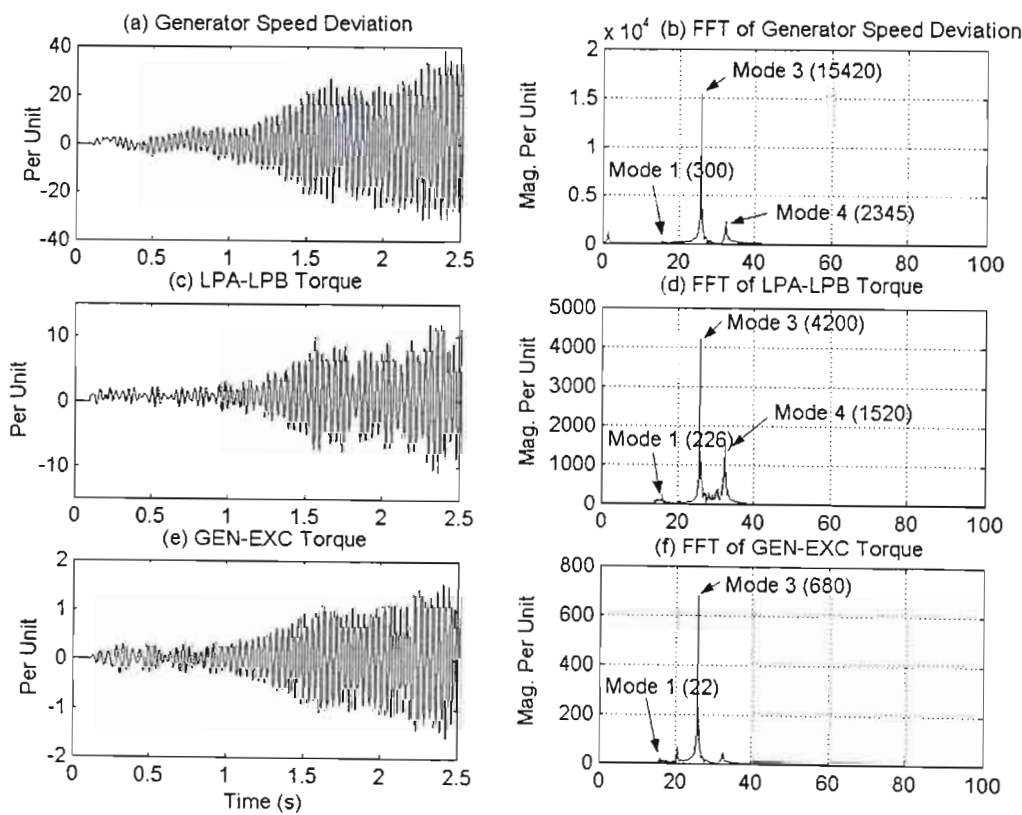 (a) Generator Speed Deviation
Per Unit
40
20
0
-20
-40
0 0.5 1 1.5 2 2.5
x 10^4 (b) FFT of Generator Speed Deviation
Mag. Per Unit
2
1.5
1
0.5
0
Mode 3 (15420)
Mode 1 (300)
Mode 4 (2345)
0 20 40 60 80 100
(c) LPA-LPB Torque
Per Unit
10
0
-10
0 0.5 1 1.5 2 2.5
(d) FFT of LPA-LPB Torque
Mag. Per Unit
5000
4000
3000
2000
1000
0
Mode 3 (4200)
Mode 4 (1520)
Mode 1 (226)
0 20 40 60 80 100
(e) GEN-EXC Torque
Per Unit
2
1
0
-1
-2
0 0.5 1 1.5 2 2.5
Time (s)
(f) FFT of GEN-EXC Torque
Mag. Per Unit
800
600
400
200
0
Mode 3 (680)
Mode 1 (22)
0 20 40 60 80 100